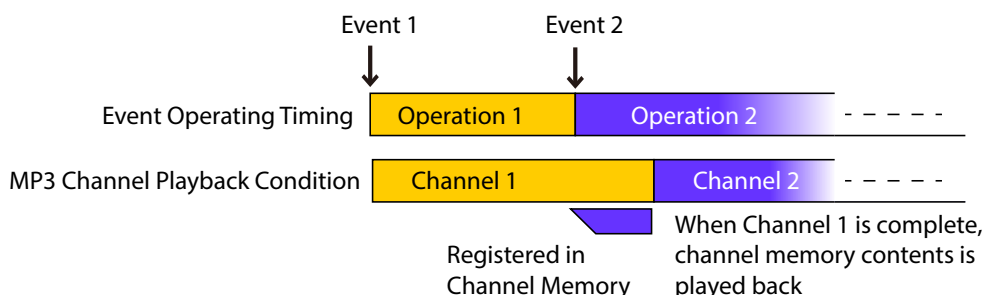 Event 1 Event 2
Event Operating Timing Operation 1 Operation 2
MP3 Channel Playback Condition Channel 1 Channel 2
Registered in
Channel Memory
When Channel 1 is complete,
channel memory contents is
played back